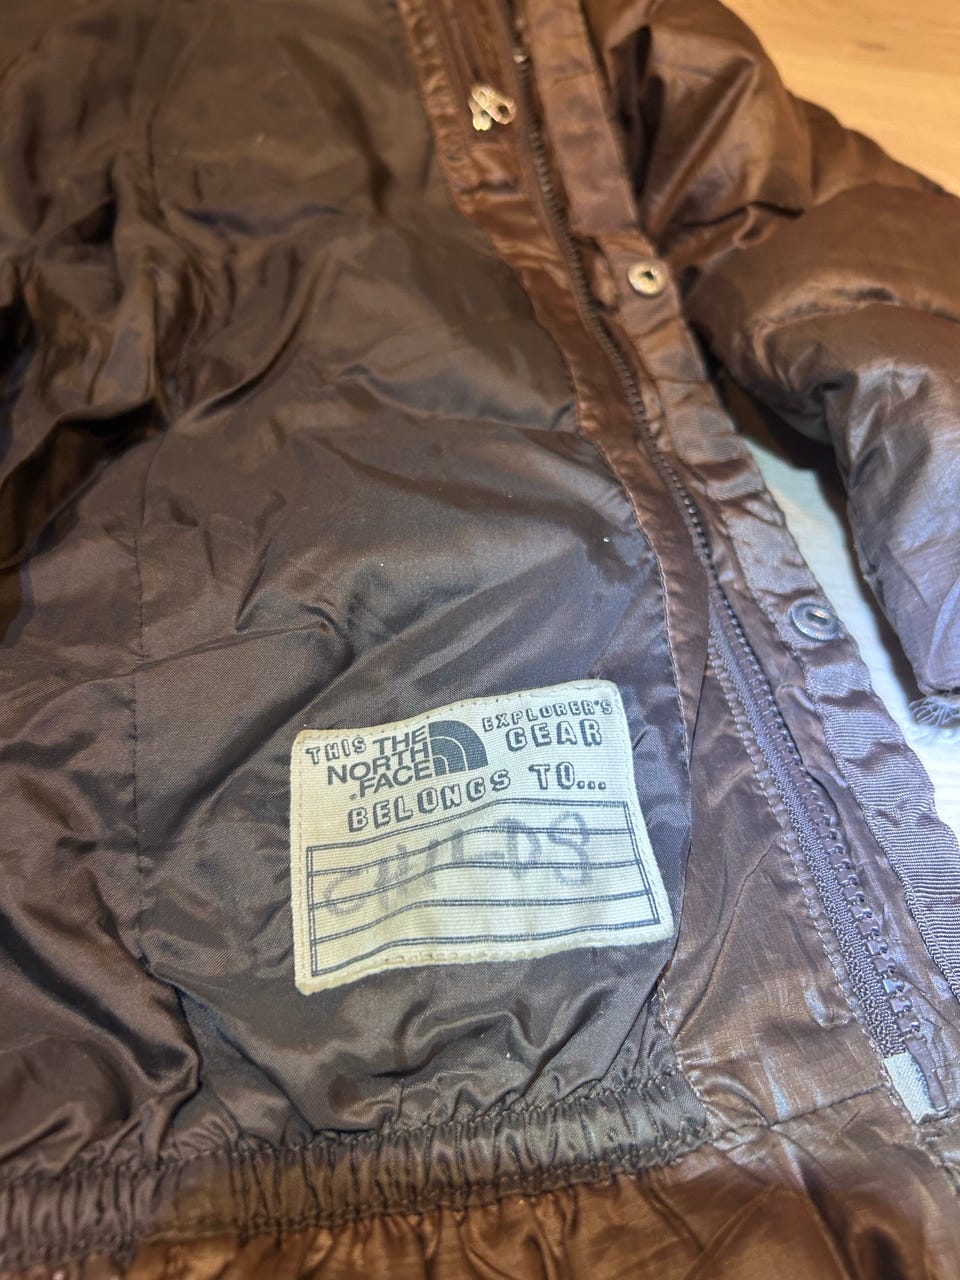 THIS THE NORTH FACE EXPLORER'S GEAR
BELONGS TO...